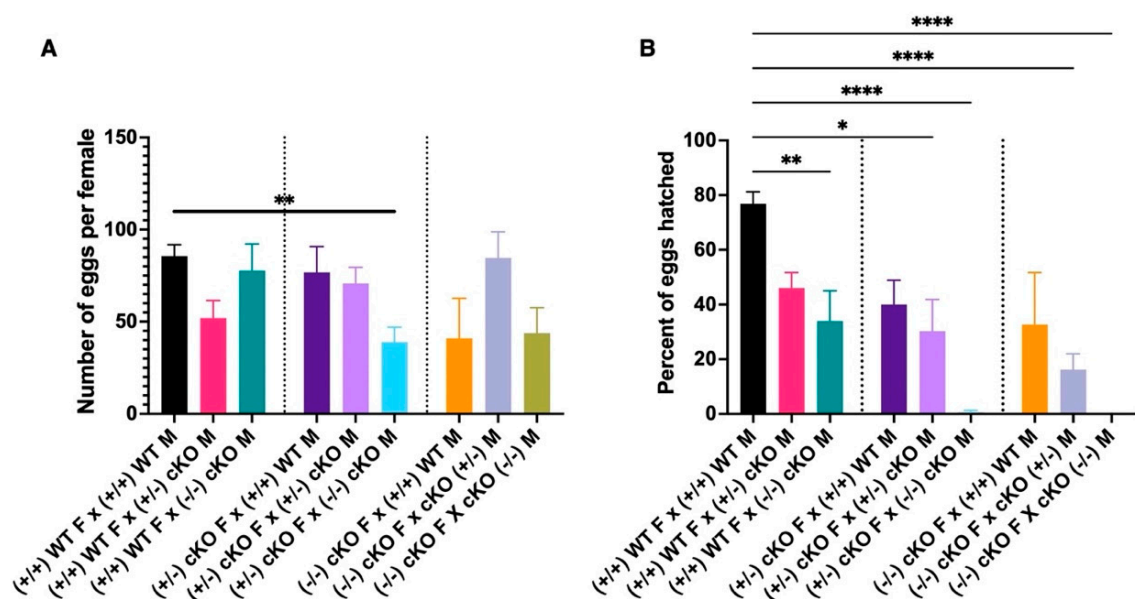 A
Number of eggs per female
150
100
50
0
**
(+/+) WT F x (+/+) WT M
(+/+) WT F x (+/-) cKO M
(+/+) WT F x (-/-) cKO M
(+/-) cKO F x (+/+) WT M
(+/-) cKO F x (+/-) cKO M
(+/-) cKO F x (-/-) cKO M
(-/-) cKO F x (+/+) WT M
(-/-) cKO F x cKO (+/-) M
(-/-) cKO F X cKO (-/-) M
B
Percent of eggs hatched
100
80
60
40
20
0
****
****
****
*
**
(+/+) WT F x (+/+) WT M
(+/+) WT F x (+/-) cKO M
(+/+) WT F x (-/-) cKO M
(+/-) cKO F x (+/+) WT M
(+/-) cKO F x (+/-) cKO M
(+/-) cKO F x (-/-) cKO M
(-/-) cKO F x (+/+) WT M
(-/-) cKO F x cKO (+/-) M
(-/-) cKO F X cKO (-/-) M